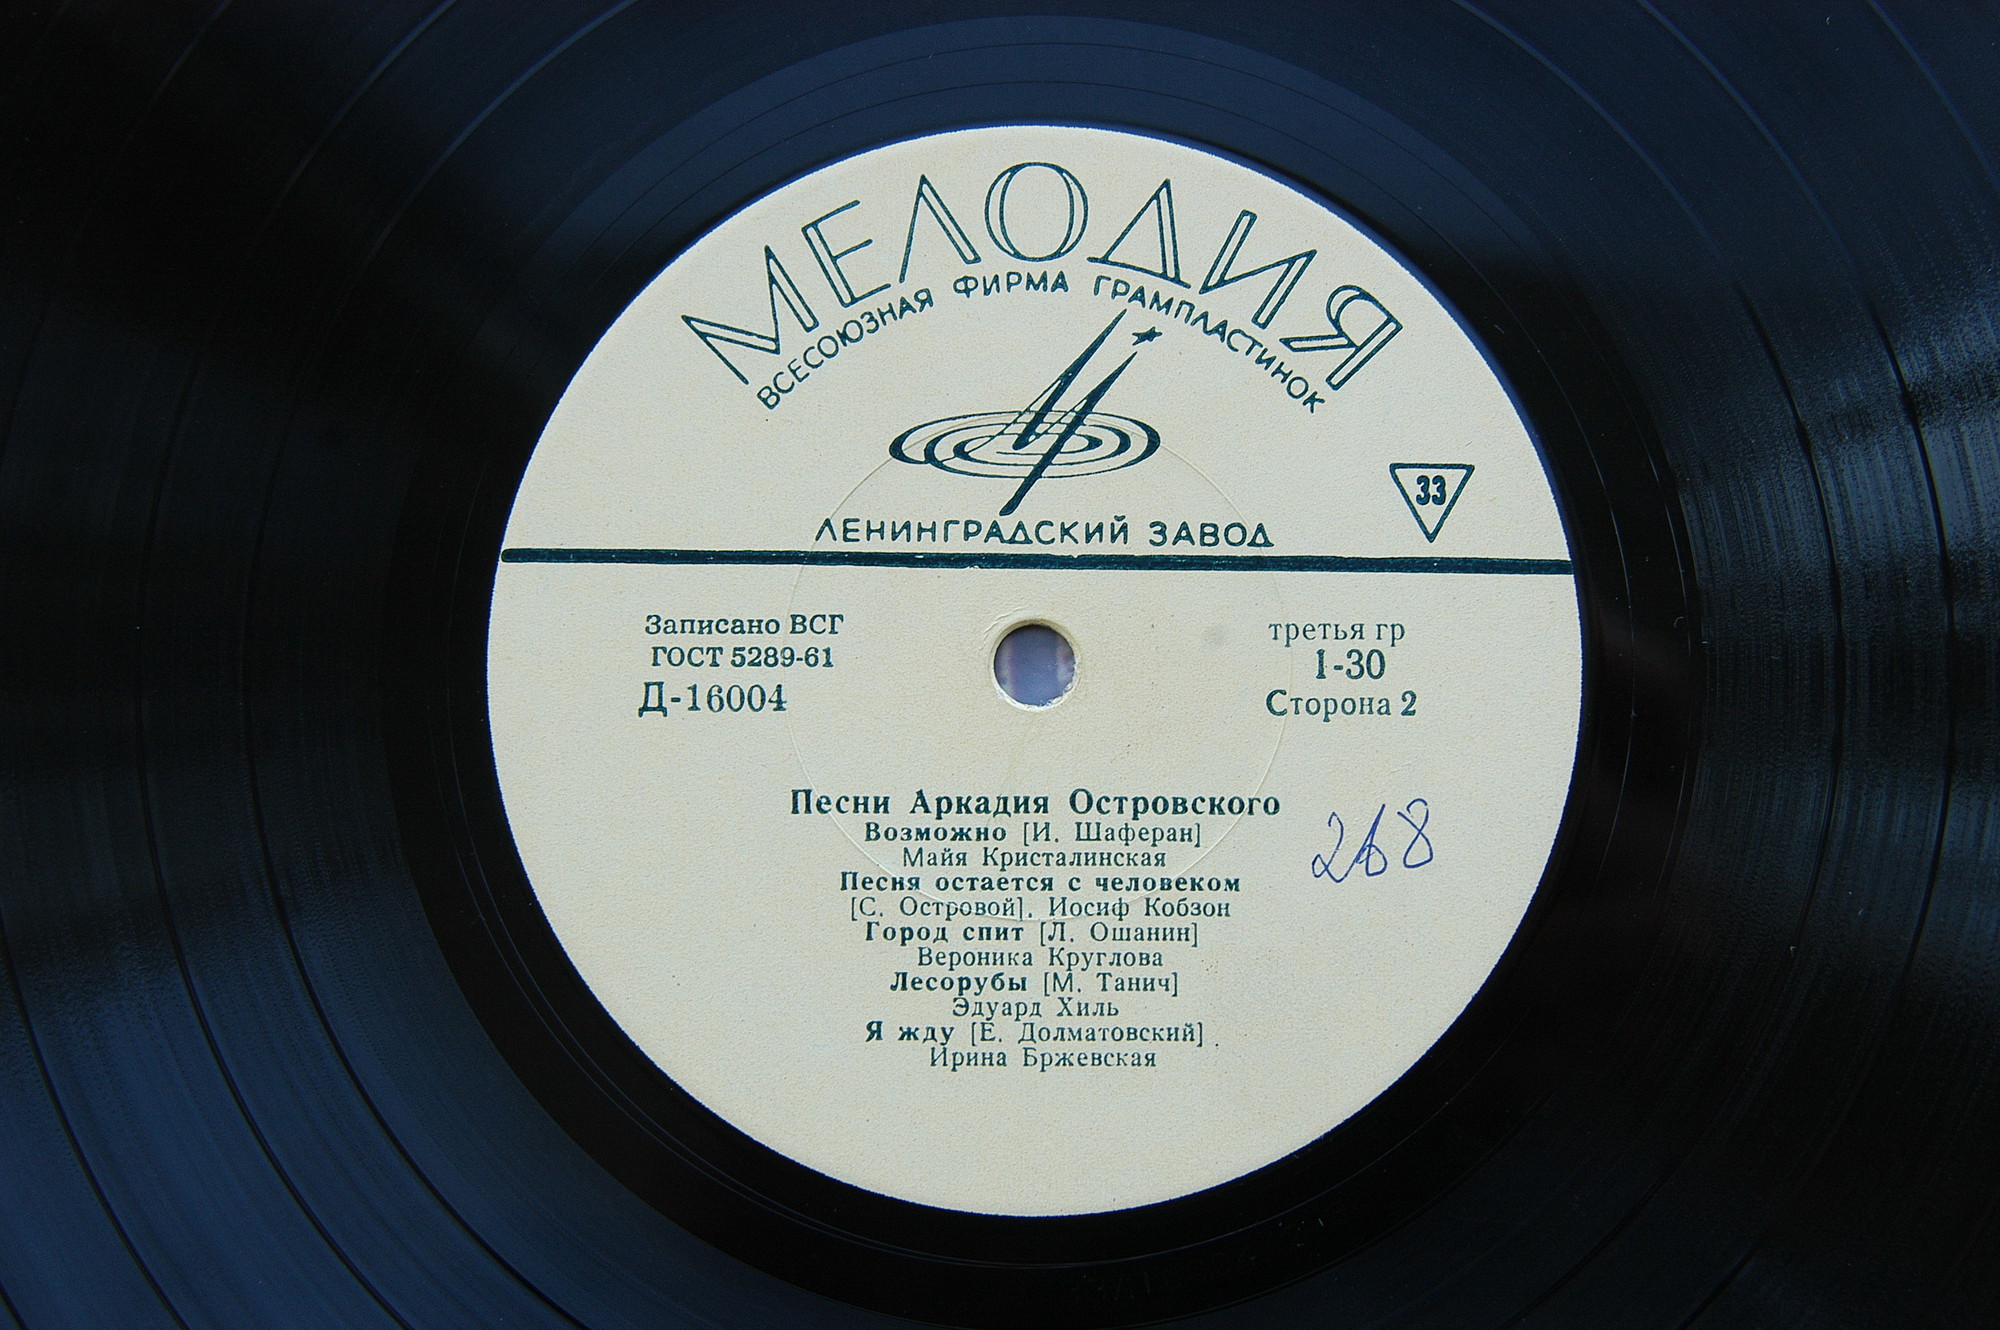 МЕЛОДИЯ
ВСЕСОЮЗНАЯ ФИРМА ГРАМПЛАСТИНОК
33
ЛЕНИНГРАДСКИЙ ЗАВОД
Записано ВСГ
ГОСТ 5289-61
Д-16004
третья гр
1-30
Сторона 2
Песни Аркадия Островского
Возможно [И. Шаферан]
Майя Кристалинская
Песня остается с человеком
[С. Островой]. Иосиф Кобзон
Город спит [Л. Ошанин]
Вероника Круглова
Лесорубы [М. Танич]
Эдуард Хиль
Я жду [Е. Долматовский]
Ирина Бржевская
268